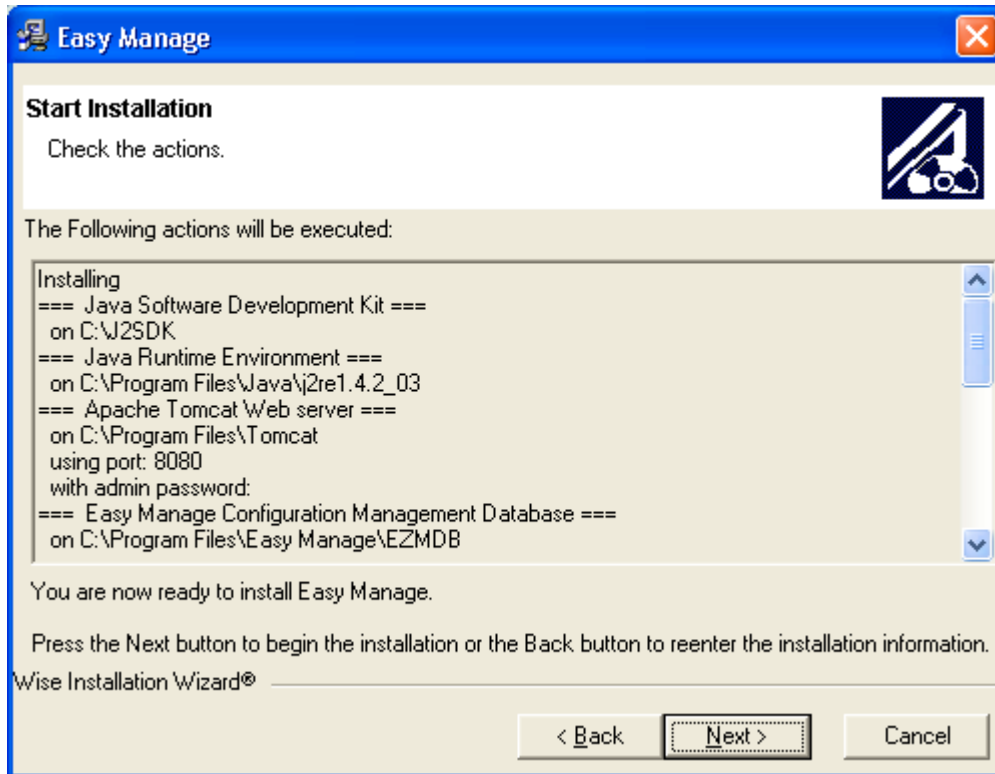 Easy Manage
Start Installation
Check the actions.
The Following actions will be executed:
Installing
=== Java Software Development Kit ===
on C:\J2SDK
=== Java Runtime Environment ===
on C:\Program Files\Java\j2re1.4.2_03
=== Apache Tomcat Web server ===
on C:\Program Files\Tomcat
using port: 8080
with admin password:
=== Easy Manage Configuration Management Database ===
on C:\Program Files\Easy Manage\EZMDB
You are now ready to install Easy Manage.
Press the Next button to begin the installation or the Back button to reenter the installation information.
Wise Installation Wizard®
< Back Next > Cancel